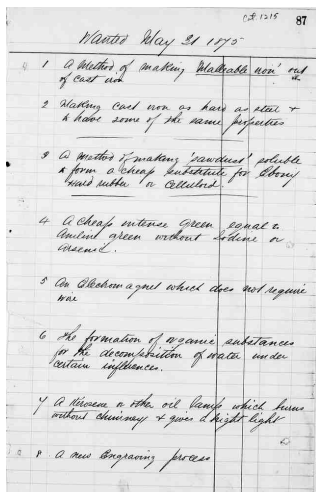 Cat. 1215
87
Wanted May 31 1875
1 A Method of making Malleable iron out
of cast iron
2 Making cast iron as hard as steel &
to have some of the same properties
3 A method of making 'sawdust' soluble
to form a cheap substitute for Ebony
Hard rubber or Celluloid
4 A cheap intense green equal to
green without Iodine or
Arsenic.
5 An Electromagnet which does not require
wire
6 the formation of organic substances
for the decomposition of water under
certain influences.
7 A Kerosene or other oil lamp which burns
without chimney & gives a bright light
8 A new Engraving process